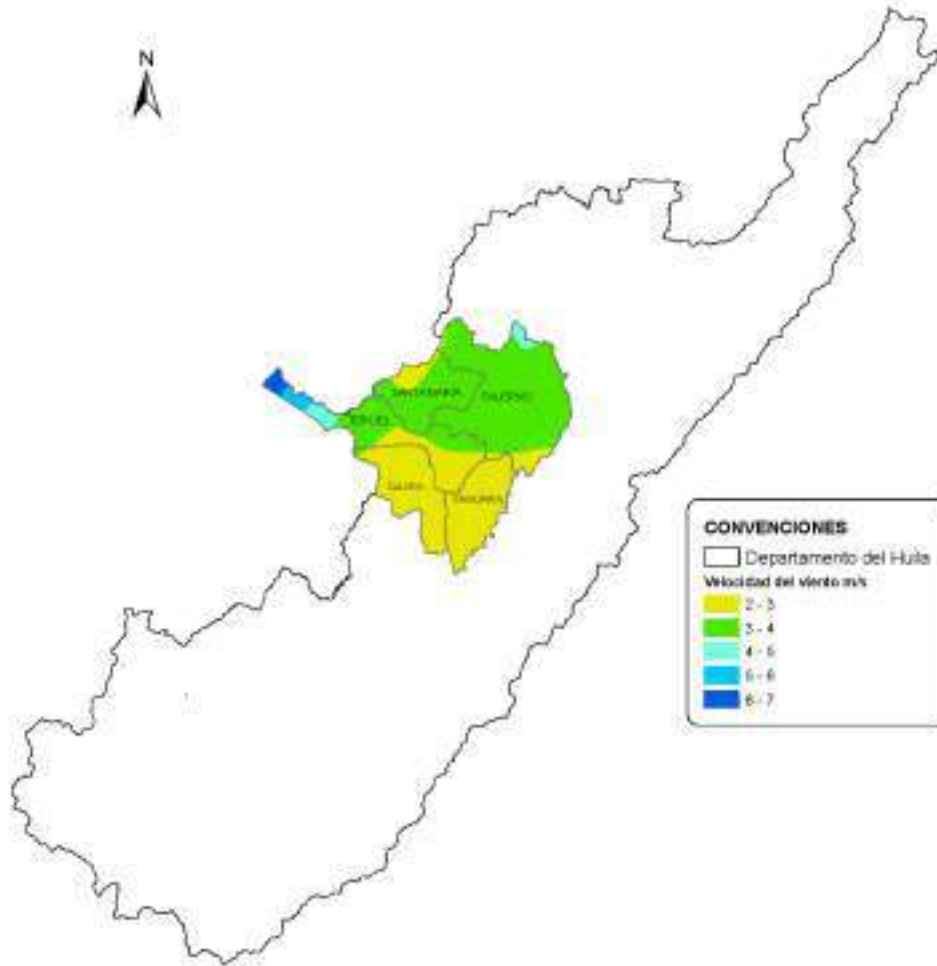 N
SANTA MARIA
PALERMO
TERUEL
CONVENCIONES
Departamento del Huila
Velocidad del viento m/s
2 - 3
3 - 4
4 - 5
5 - 6
6 - 7